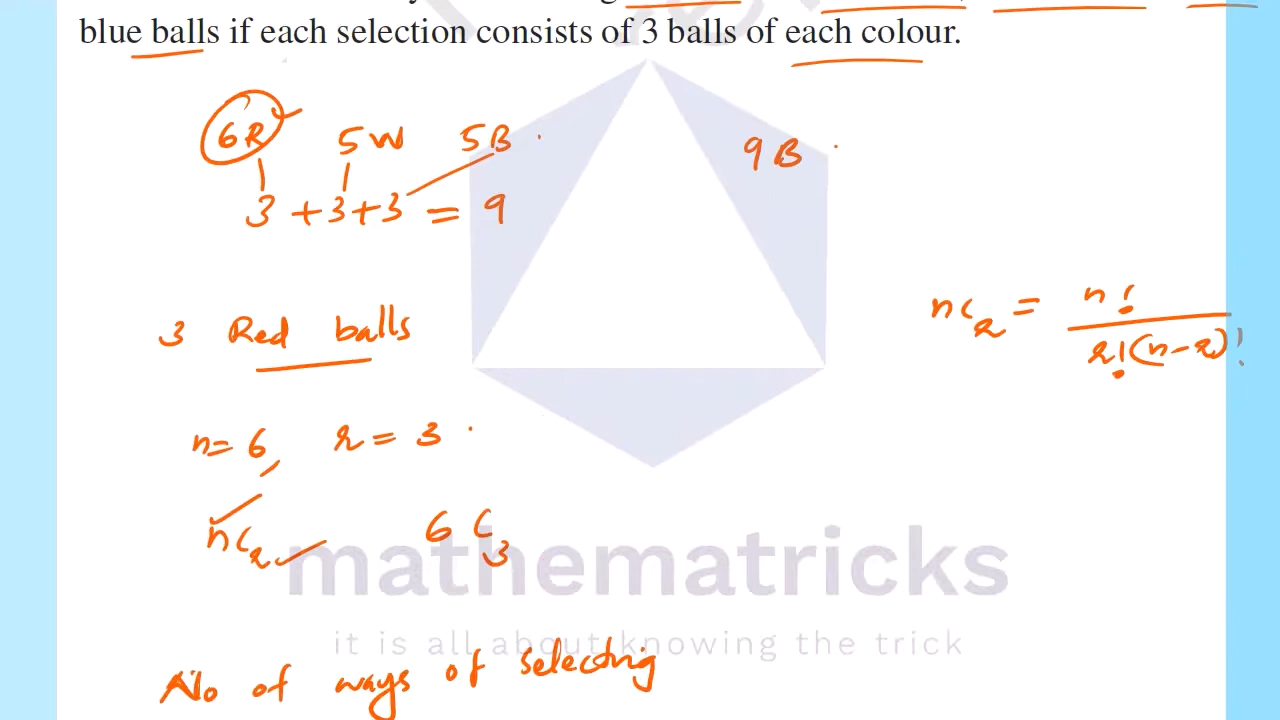 blue balls if each selection consists of 3 balls of each colour.
6R 5W 5B 9B
3 + 3 + 3 = 9
3 Red balls
nCr = n! / r!(n-r)!
n = 6, r = 3
nCr 6C3
mathematricks
it is all about knowing the trick
No of ways of selecting